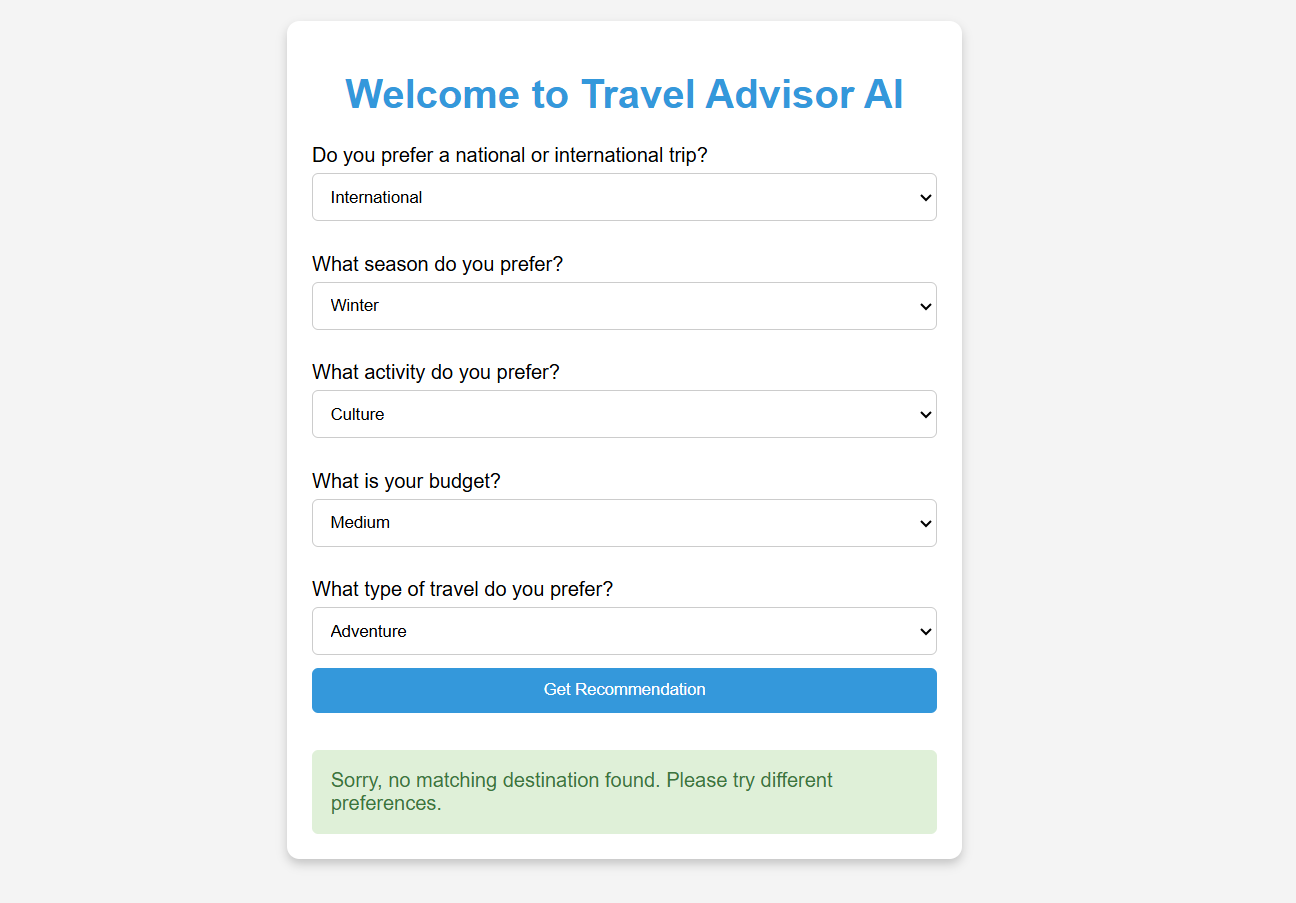 Welcome to Travel Advisor AI
Do you prefer a national or international trip?
International
What season do you prefer?
Winter
What activity do you prefer?
Culture
What is your budget?
Medium
What type of travel do you prefer?
Adventure
Get Recommendation
Sorry, no matching destination found. Please try different
preferences.